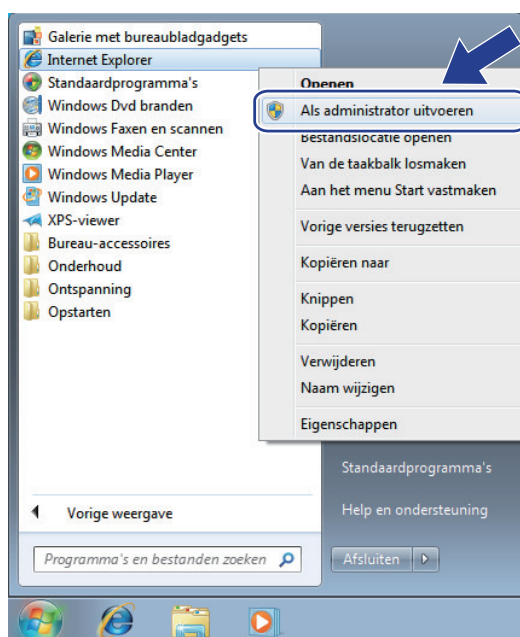 Galerie met bureaubladgadgets
Internet Explorer
Standaardprogramma's
Windows Dvd branden
Windows Faxen en scannen
Windows Media Center
Windows Media Player
Windows Update
XPS-viewer
Bureau-accessoires
Onderhoud
Ontspanning
Opstarten
Openen
Als administrator uitvoeren
Bestandslocatie openen
Van de taakbalk losmaken
Aan het menu Start vastmaken
Vorige versies terugzetten
Kopiëren naar
Knippen
Kopiëren
Verwijderen
Naam wijzigen
Eigenschappen
Standaardprogramma's
Help en ondersteuning
Vorige weergave
Programma's en bestanden zoeken
Afsluiten